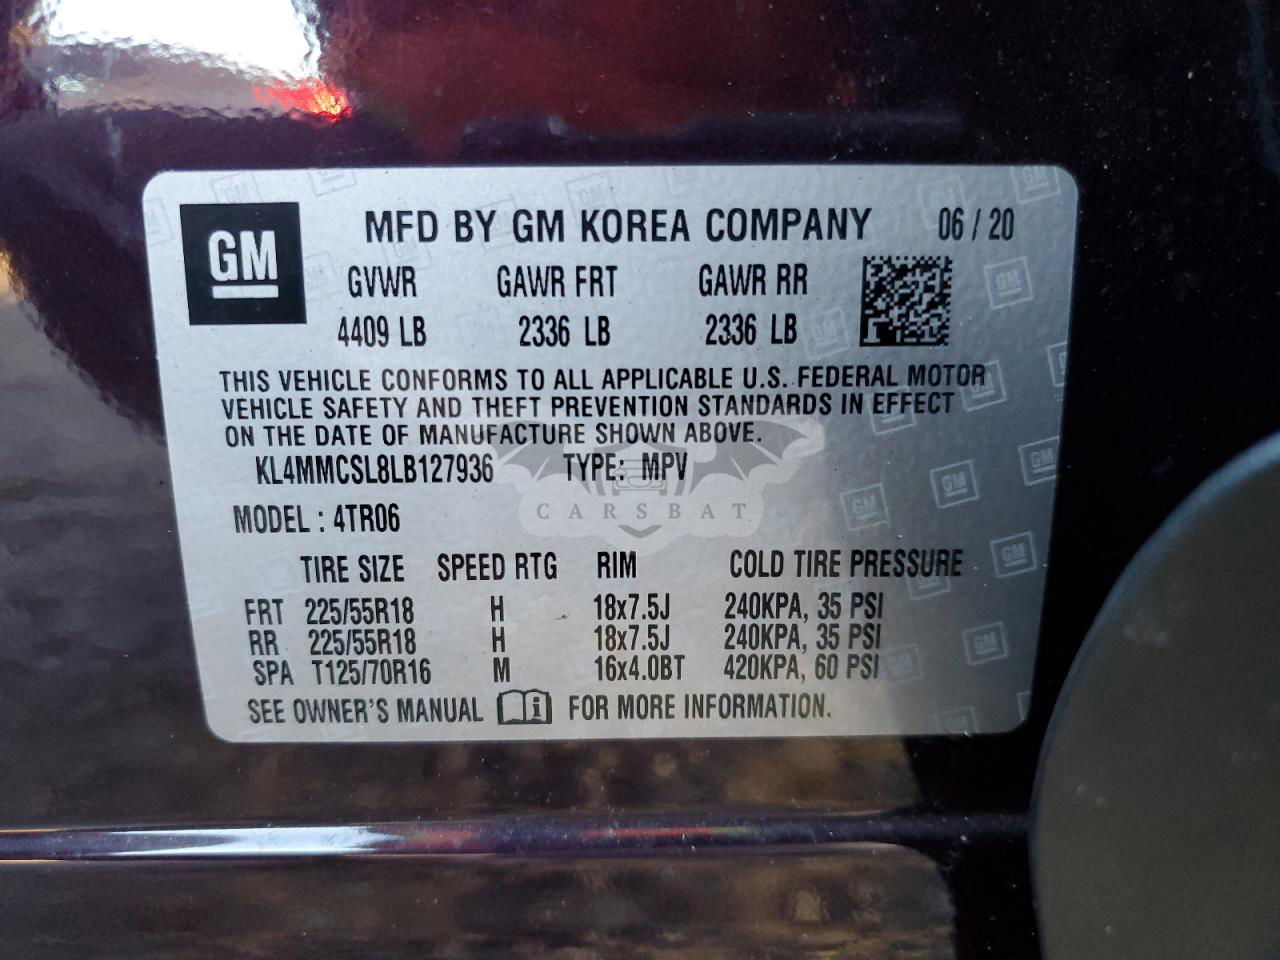 GM
MFD BY GM KOREA COMPANY 06 / 20
GVWR GAWR FRT GAWR RR
4409 LB 2336 LB 2336 LB
THIS VEHICLE CONFORMS TO ALL APPLICABLE U.S. FEDERAL MOTOR
VEHICLE SAFETY AND THEFT PREVENTION STANDARDS IN EFFECT
ON THE DATE OF MANUFACTURE SHOWN ABOVE.
KL4MMCSL8LB127936 TYPE: MPV
CARSBAT
MODEL : 4TR06
TIRE SIZE SPEED RTG RIM COLD TIRE PRESSURE
FRT 225/55R18 H 18x7.5J 240KPA, 35 PSI
RR 225/55R18 H 18x7.5J 240KPA, 35 PSI
SPA T125/70R16 M 16x4.0BT 420KPA, 60 PSI
SEE OWNER'S MANUAL i FOR MORE INFORMATION.